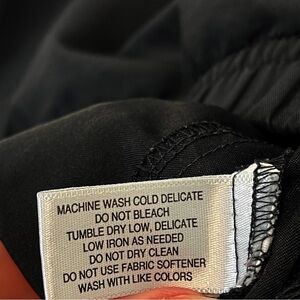 MACHINE WASH COLD DELICATE
DO NOT BLEACH
TUMBLE DRY LOW, DELICATE
LOW IRON AS NEEDED
DO NOT DRY CLEAN
DO NOT USE FABRIC SOFTENER
WASH WITH LIKE COLORS